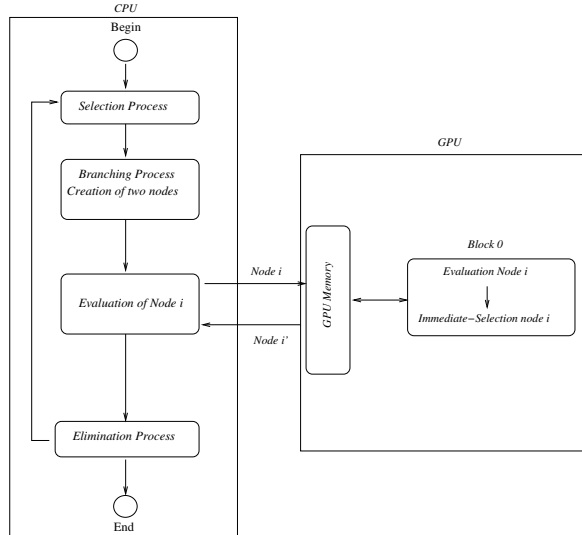 CPU
Begin
Selection Process
Branching Process
Creation of two nodes
Evaluation of Node i
Elimination Process
End
Node i
Node i'
GPU
GPU Memory
Block 0
Evaluation Node i
Immediate−Selection node i